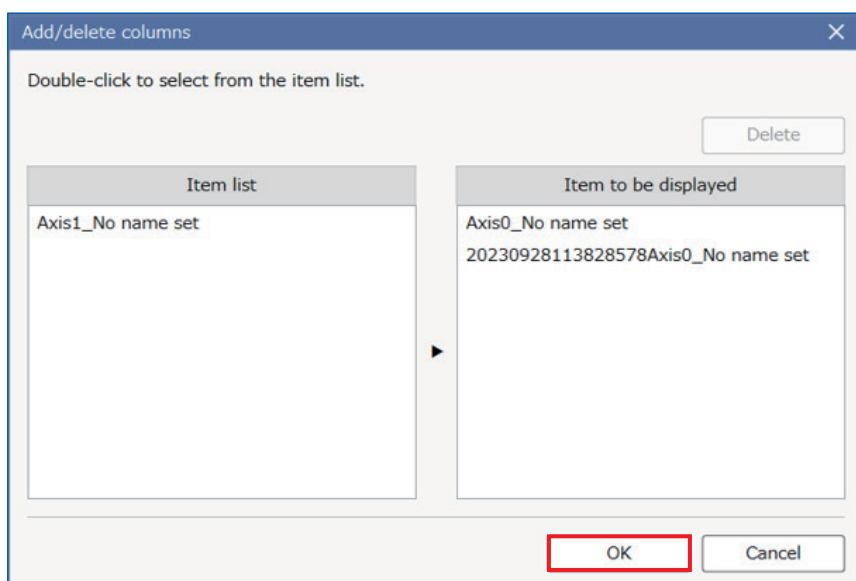 Add/delete columns
Double-click to select from the item list.
Delete
Item list
Item to be displayed
Axis1_No name set
Axis0_No name set
20230928113828578Axis0_No name set
OK
Cancel